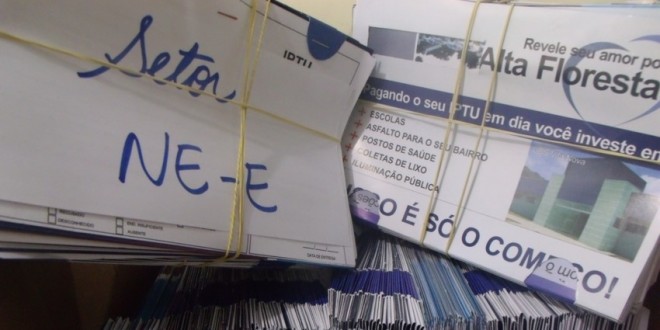 Setor
NE-E
Revele seu amor po
Alta Floresta
Pagando o seu IPTU em dia você investe em
ESCOLAS
ASFALTO PARA O SEU BAIRRO
POSTOS DE SAÚDE
COLETAS DE LIXO
ILUMINAÇÃO PÚBLICA
O É SÓ O COMEÇO!